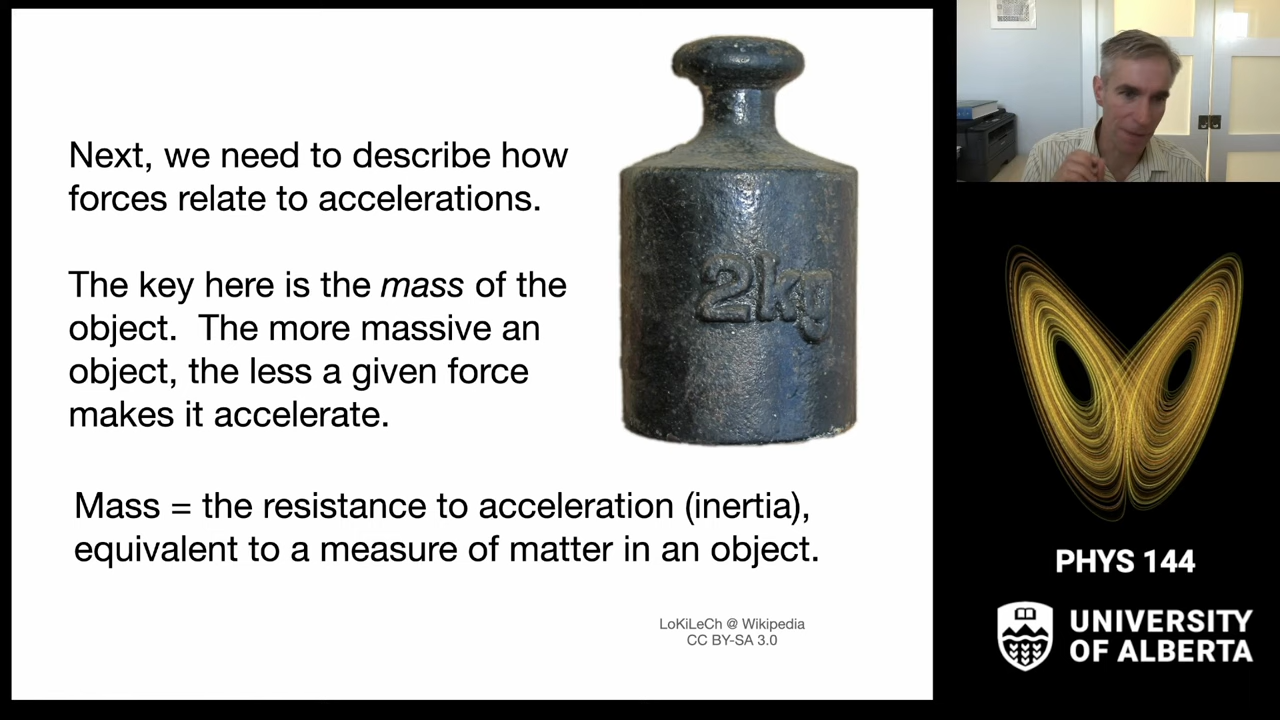 Next, we need to describe how
forces relate to accelerations.
The key here is the mass of the
object.  The more massive an
object, the less a given force
makes it accelerate.
2kg
Mass = the resistance to acceleration (inertia),
equivalent to a measure of matter in an object.
LoKiLeCh @ Wikipedia
CC BY-SA 3.0
PHYS 144
UNIVERSITY
OF ALBERTA